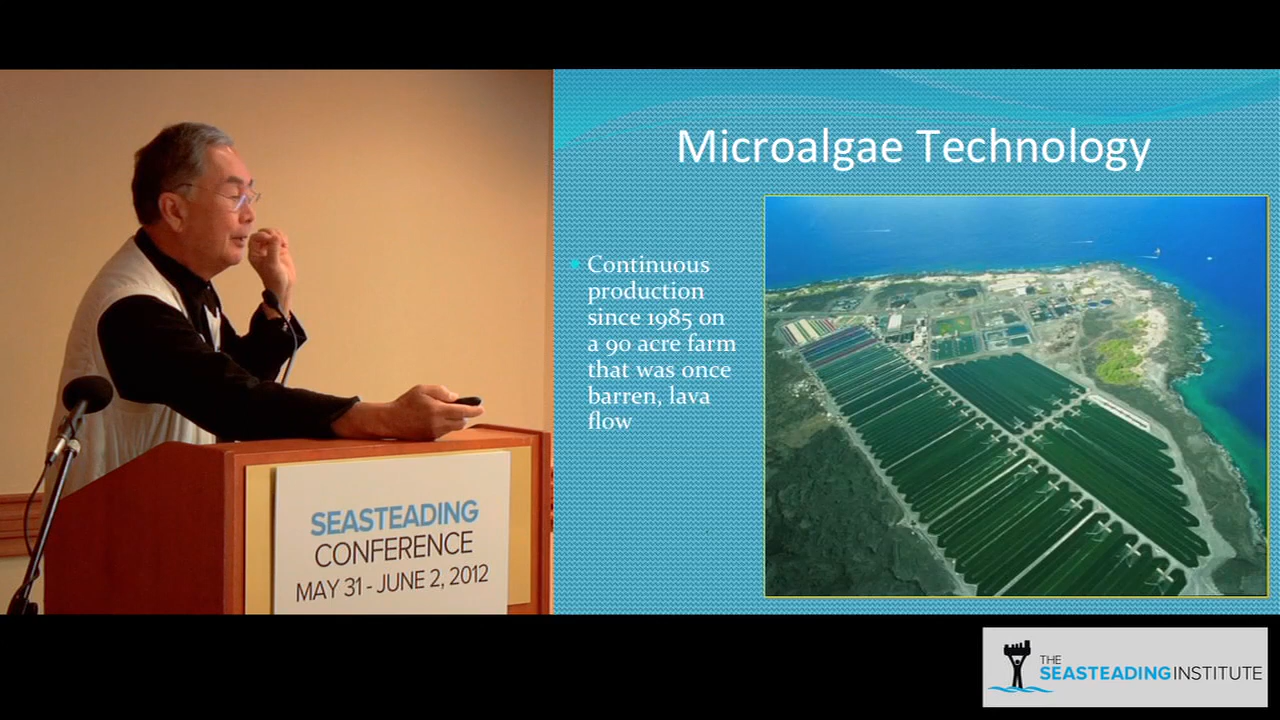 Microalgae Technology
Continuous
production
since 1985 on
a 90 acre farm
that was once
barren, lava
flow
SEASTEADING
CONFERENCE
MAY 31 - JUNE 2, 2012
THE
SEASTEADING INSTITUTE